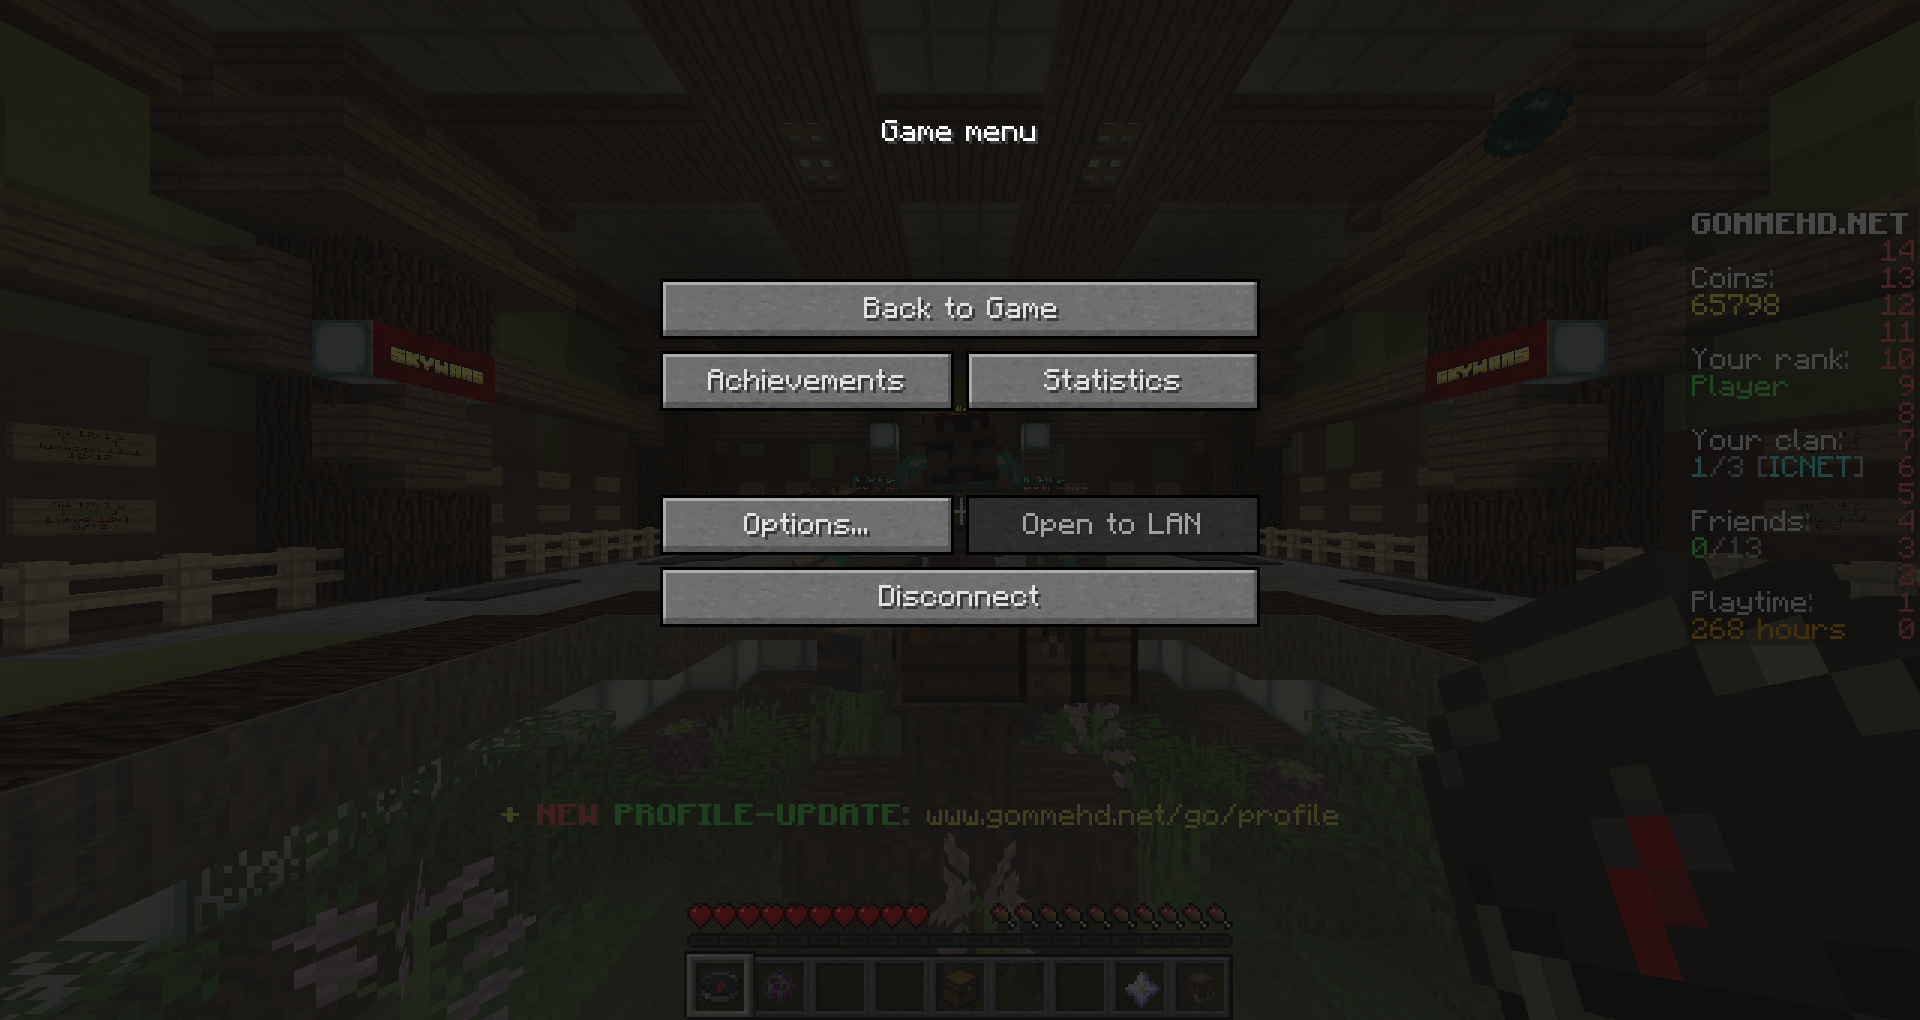 Game menu
Back to Game
Achievements
Statistics
Options...
Open to LAN
Disconnect
SKYWARS
SKYWARS
GOMMEHD.NET
14
Coins: 13
65798 12
11
Your rank: 10
Player 9
8
Your clan: 7
1/3 [ICNET] 6
5
Friends: 4
0/13 3
2
Playtime: 1
268 hours 0
+ NEW PROFILE-UPDATE: www.gommehd.net/go/profile